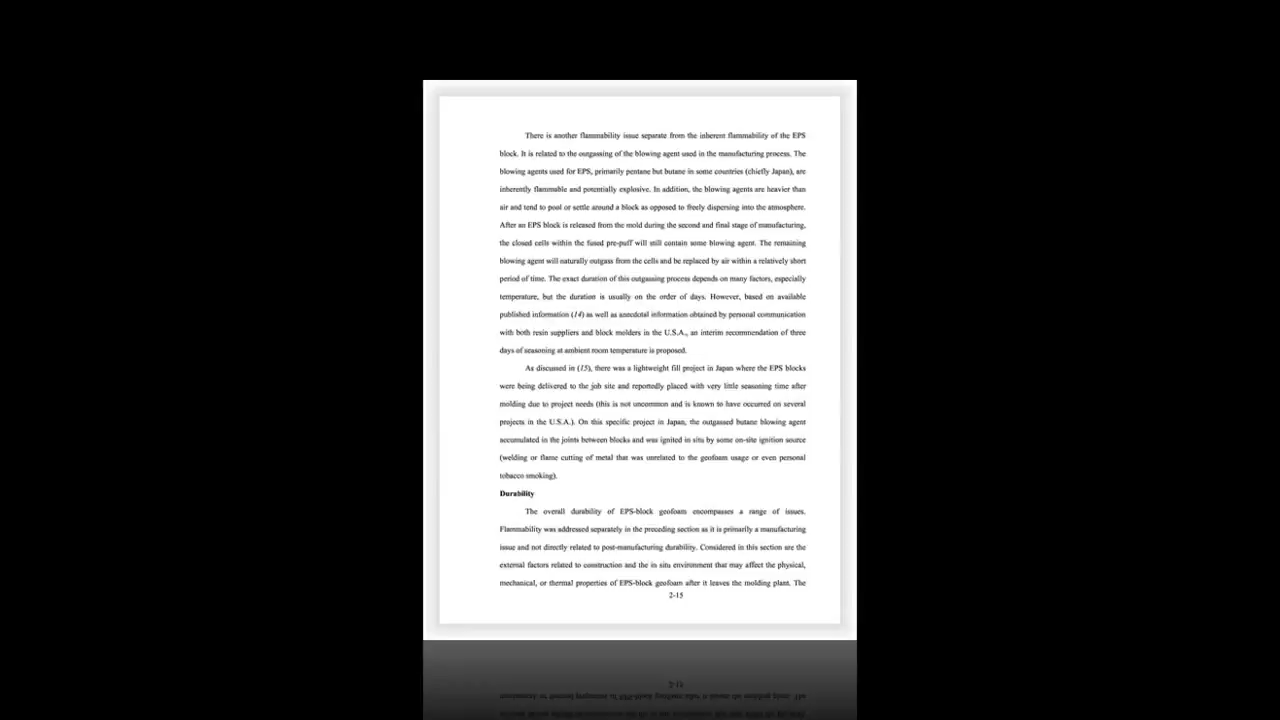 There is another flammability issue separate from the inherent flammability of the EPS
block. It is related to the outgassing of the blowing agent used in the manufacturing process. The
blowing agents used for EPS, primarily pentane but butane in some countries (chiefly Japan), are
inherently flammable and potentially explosive. In addition, the blowing agents are heavier than
air and tend to pool or settle around a block as opposed to freely dispersing into the atmosphere.
After an EPS block is released from the mold during the second and final stage of manufacturing,
the closed cells within the fused pre-puff will still contain some blowing agent. The remaining
blowing agent will naturally outgas from the cells and be replaced by air within a relatively short
period of time. The exact duration of this outgassing process depends on many factors, especially
temperature, but the duration is usually on the order of days. However, based on available
published information (14) as well as anecdotal information obtained by personal communication
with both resin suppliers and block molders in the U.S.A., an interim recommendation of three
days of seasoning at ambient room temperature is proposed.
As discussed in (15), there was a lightweight fill project in Japan where the EPS blocks
were being delivered to the job site and reportedly placed with very little seasoning time after
molding due to project needs (this is not uncommon and is known to have occurred on several
projects in the U.S.A.). On this specific project in Japan, the outgassed butane blowing agent
accumulated in the joints between blocks and was ignited in situ by some on-site ignition source
(welding or flame cutting of metal that was unrelated to the geofoam usage or even personal
tobacco smoking).
Durability
The overall durability of EPS-block geofoam encompasses a range of issues.
Flammability was addressed separately in the preceding section as it is primarily a manufacturing
issue and not directly related to post-manufacturing durability. Considered in this section are the
external factors related to construction and the in situ environment that may affect the physical,
mechanical, or thermal properties of EPS-block geofoam after it leaves the molding plant. The
2-15